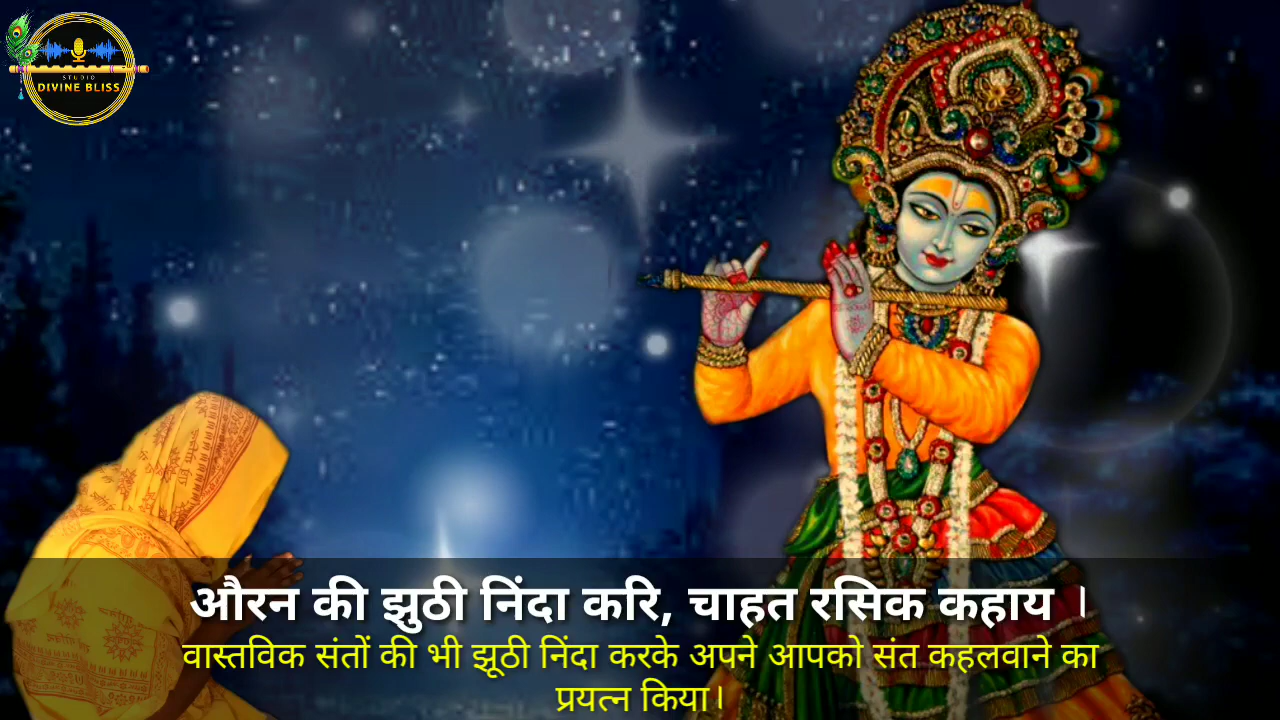 STUDIO
DIVINE BLISS
औरन की झुठी निंदा करि, चाहत रसिक कहाय ।
वास्तविक संतों की भी झूठी निंदा करके अपने आपको संत कहलवाने का
प्रयत्न किया।